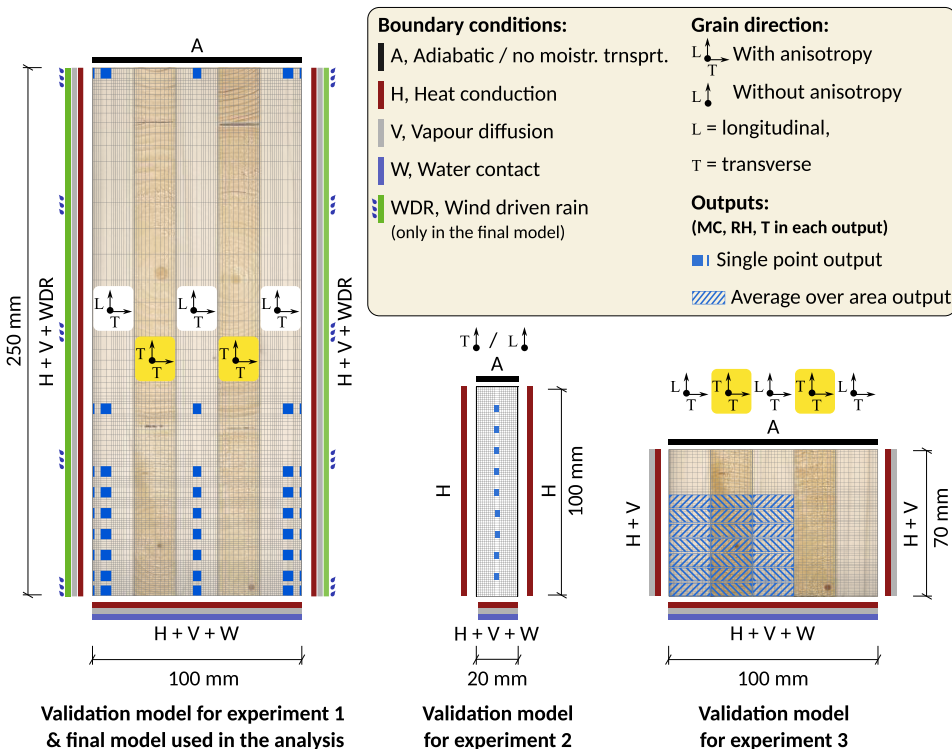 Boundary conditions:
A, Adiabatic / no moistr. trnsprt.
H, Heat conduction
V, Vapour diffusion
W, Water contact
WDR, Wind driven rain
(only in the final model)
Grain direction:
L T With anisotropy
L Without anisotropy
L = longitudinal,
T = transverse
Outputs:
(MC, RH, T in each output)
Single point output
Average over area output
A
250 mm
H + V + WDR
H + V + WDR
L T
L T
L T
T T
T T
H + V + W
100 mm
Validation model for experiment 1
& final model used in the analysis
T / L
A
H
H
100 mm
H + V + W
20 mm
Validation model
for experiment 2
L T
T T
L T
T T
L T
A
H + V
H + V
70 mm
H + V + W
100 mm
Validation model
for experiment 3